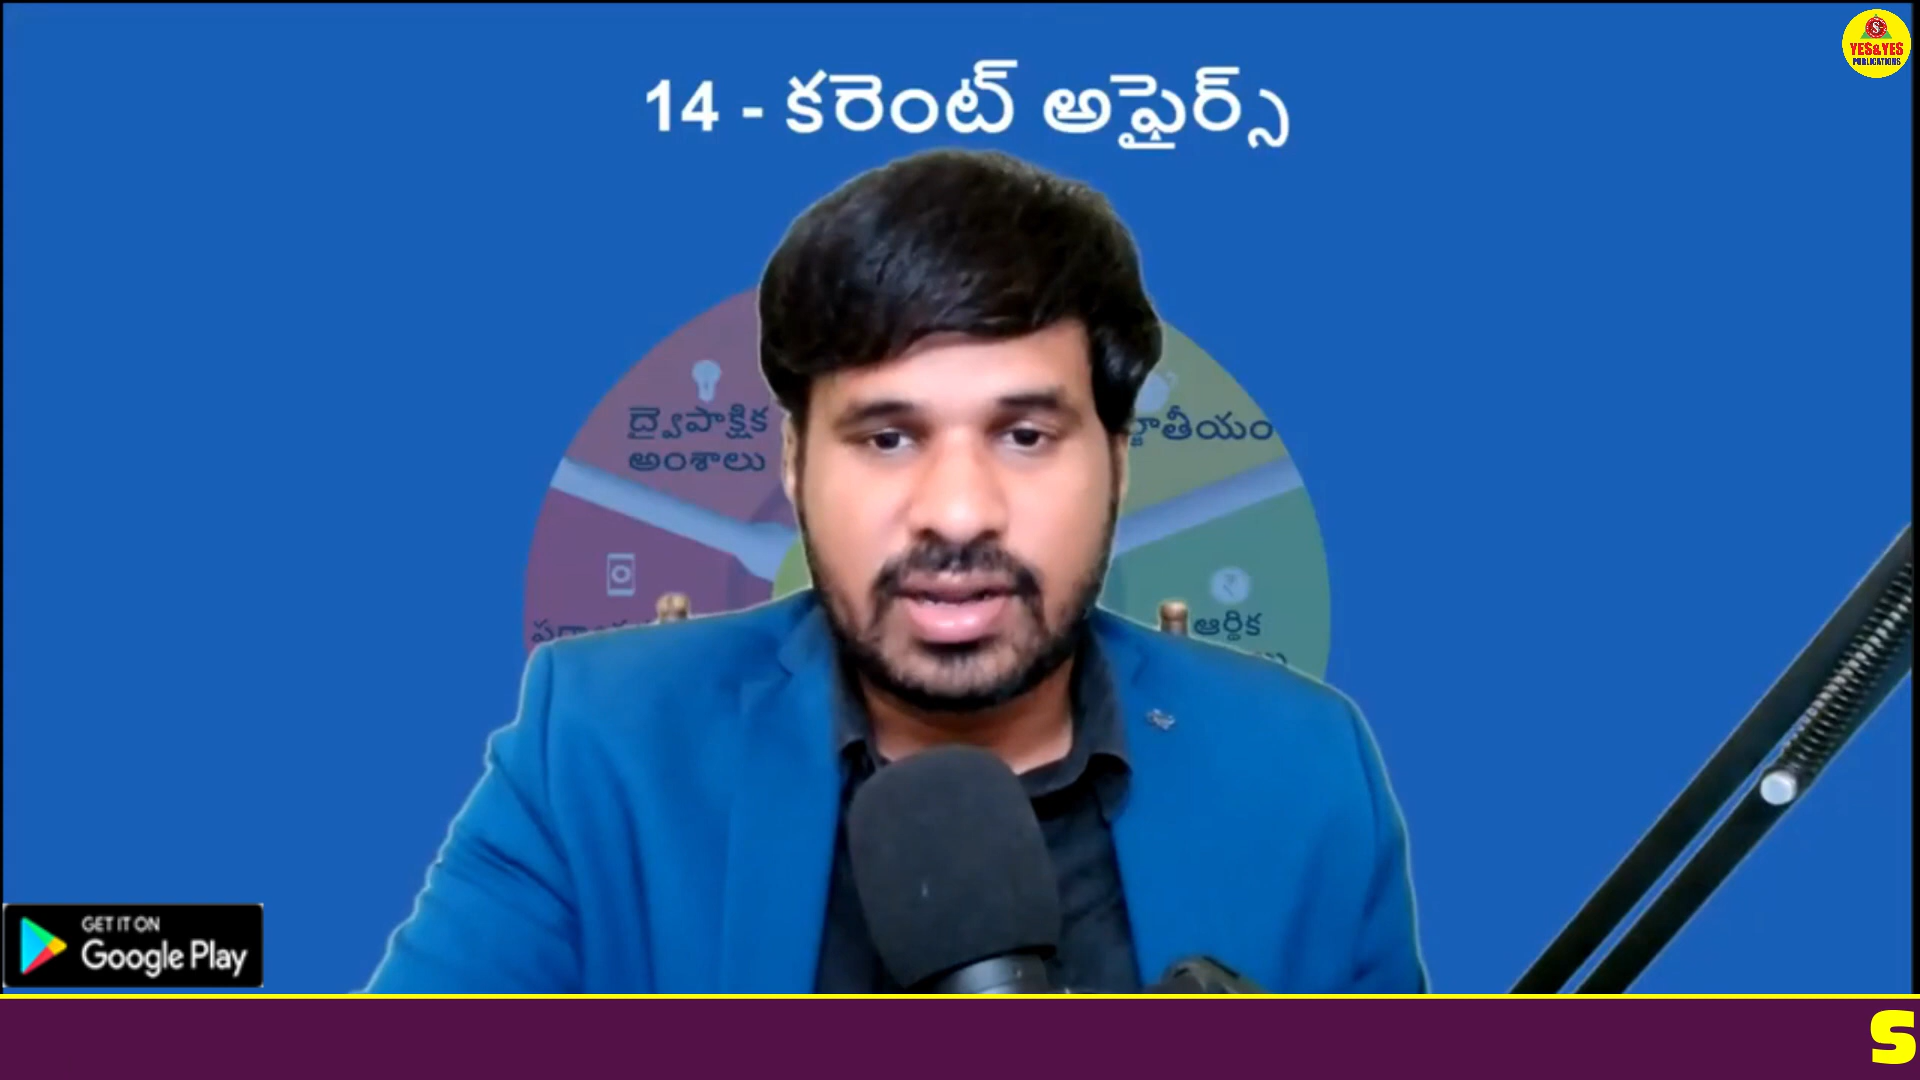 14 - కరెంట్ అఫైర్స్
YES&YES
PUBLICATIONS
ద్వైపాక్షిక
అంశాలు
ఆర్థిక
GET IT ON
Google Play
S